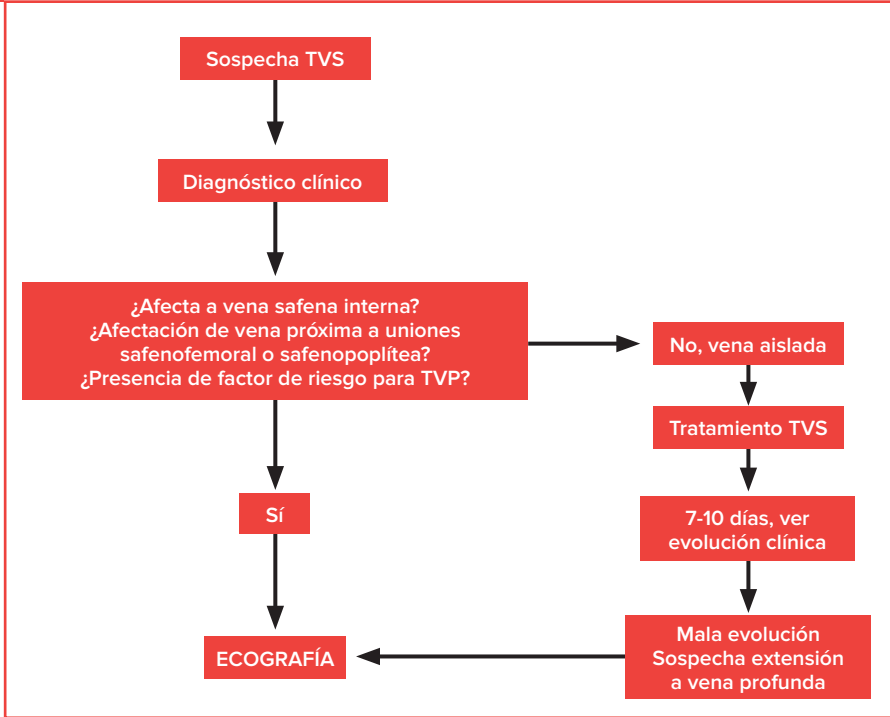 Sospecha TVS
Diagnóstico clínico
¿Afecta a vena safena interna?
¿Afectación de vena próxima a uniones
safenofemoral o safenopoplítea?
¿Presencia de factor de riesgo para TVP?
No, vena aislada
Tratamiento TVS
Sí
7-10 días, ver
evolución clínica
ECOGRAFÍA
Mala evolución
Sospecha extensión
a vena profunda